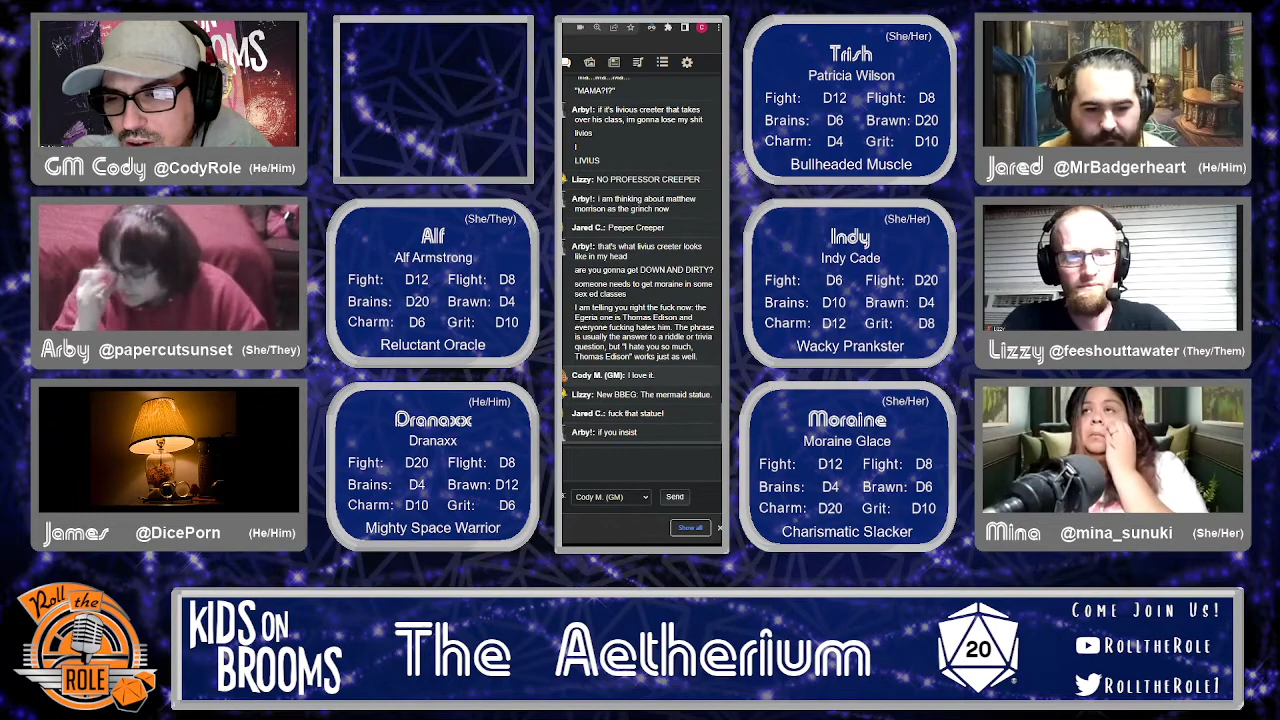 KIDS ON BROOMS
GM Cody @CodyRole (He/Him)
Arby @papercutsunset (She/They)
James @DicePorn (He/Him)
(She/They)
Alf
Alf Armstrong
Fight: D12 Flight: D8
Brains: D20 Brawn: D4
Charm: D6 Grit: D10
Reluctant Oracle
(He/Him)
Dranaxx
Dranaxx
Fight: D20 Flight: D8
Brains: D4 Brawn: D12
Charm: D10 Grit: D6
Mighty Space Warrior
"Ma...Ma...Ma...
"MAMA?!?"
Arby!: if it's livious creeter that takes
over his class, im gonna lose my shit
livios
I
LIVIUS
Lizzy: NO PROFESSOR CREEPER
Arby!: i am thinking about matthew
morrison as the grinch now
Jared C.: Peeper Creeper
Arby!: that's what livius creeter looks
like in my head
are you gonna get DOWN AND DIRTY?
someone needs to get moraine in some
sex ed classes
I am telling you right the fuck now: the
Egeria one is Thomas Edison and
everyone fucking hates him. The phrase
is usually the answer to a riddle or trivia
question, but "I hate you so much,
Thomas Edison" works just as well.
Cody M. (GM): I love it.
Lizzy: New BBEG: The mermaid statue.
Jared C.: fuck that statue!
Arby!: if you insist
Cody M. (GM) Send
Show all
(She/Her)
Trish
Patricia Wilson
Fight: D12 Flight: D8
Brains: D6 Brawn: D20
Charm: D4 Grit: D10
Bullheaded Muscle
(She/Her)
Indy
Indy Cade
Fight: D6 Flight: D20
Brains: D10 Brawn: D4
Charm: D12 Grit: D8
Wacky Prankster
(She/Her)
Moraine
Moraine Glace
Fight: D12 Flight: D8
Brains: D4 Brawn: D6
Charm: D20 Grit: D10
Charismatic Slacker
Jared @MrBadgerheart (He/Him)
Lizzy
Lizzy @feeshouttawater (They/Them)
Mina @mina_sunuki (She/Her)
Roll the
ROLE
KIDS ON
BROOMS
The Aetherium
20
Come Join Us!
RolltheRole
RolltheRole1